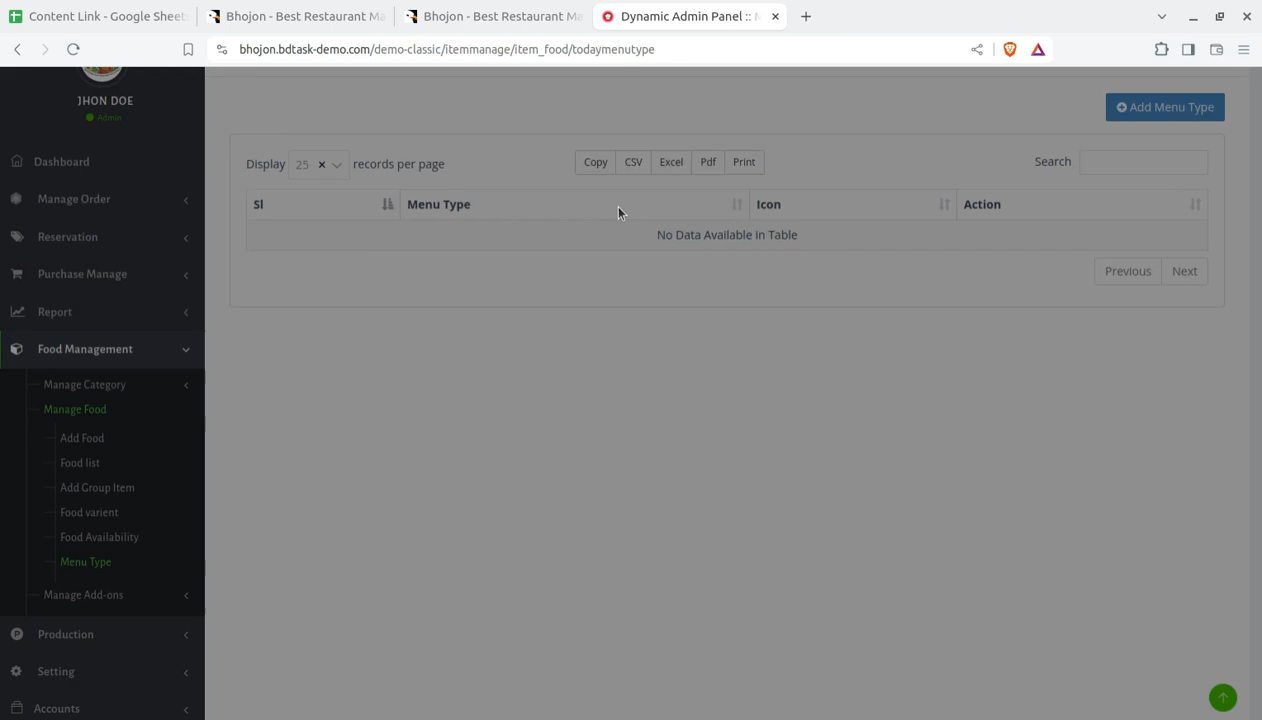 Content Link - Google Sheets
Bhojon - Best Restaurant Ma
Bhojon - Best Restaurant Ma
Dynamic Admin Panel ::
bhojon.bdtask-demo.com/demo-classic/itemmanage/item_food/todaymenutype
JHON DOE
Admin
Dashboard
Manage Order
Reservation
Purchase Manage
Report
Food Management
Manage Category
Manage Food
Add Food
Food list
Add Group Item
Food varient
Food Availability
Menu Type
Manage Add-ons
Production
Setting
Accounts
Add Menu Type
Display 25 records per page
Copy CSV Excel Pdf Print
Search
Sl Menu Type Icon Action
No Data Available in Table
Previous Next